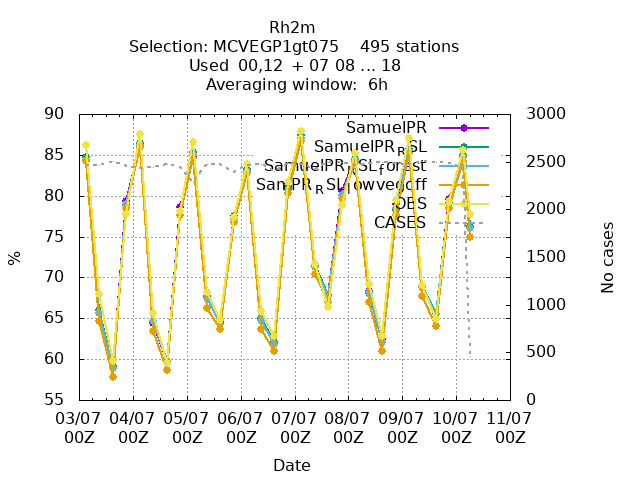 Rh2m
Selection: MCVEGP1gt075    495 stations
Used  00,12  + 07 08 ... 18
Averaging window:  6h
90
85
80
75
70
65
60
55
%
3000
2500
2000
1500
1000
500
0
No cases
SamuelPR
SamuelPR_RSL
SamuelPR_RSL_forest
CASES
OBS
03/07 04/07 05/07 06/07 07/07 08/07 09/07 10/07 11/07
00Z 00Z 00Z 00Z 00Z 00Z 00Z 00Z 00Z
Date